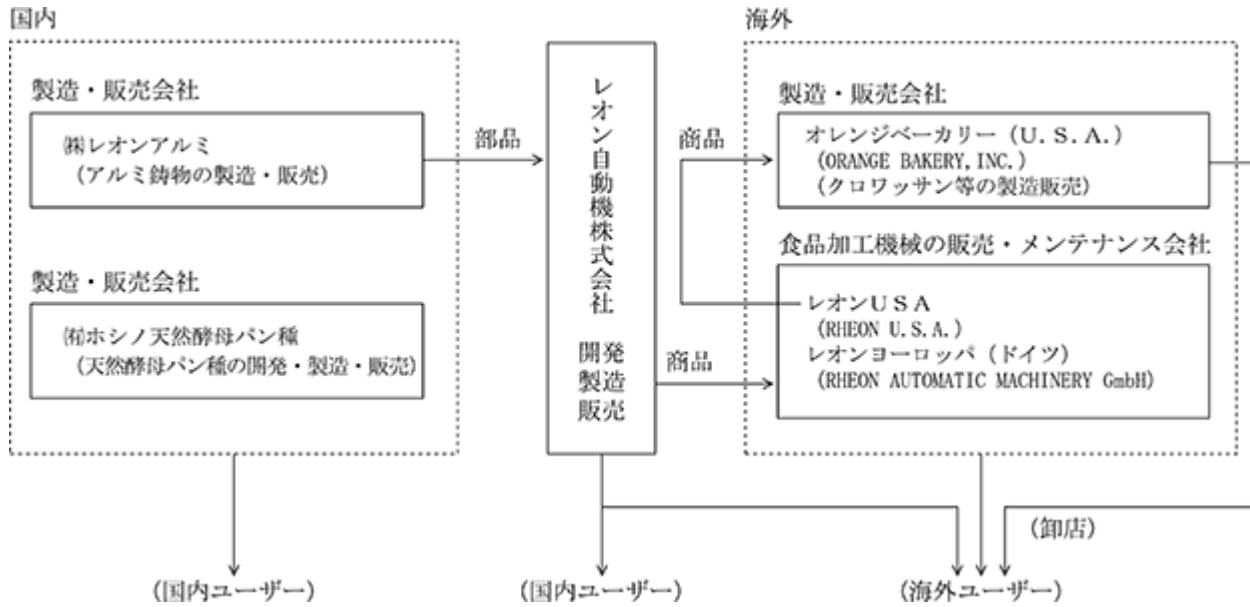 国内
製造・販売会社
㈱レオンアルミ
(アルミ鋳物の製造・販売)
製造・販売会社
㈲ホシノ天然酵母パン種
(天然酵母パン種の開発・製造・販売)
(国内ユーザー)
部品
レオン自動機株式会社
開発
製造
販売
(国内ユーザー)
商品
商品
海外
製造・販売会社
オレンジベーカリー(U.S.A.)
(ORANGE BAKERY,INC.)
(クロワッサン等の製造販売)
食品加工機械の販売・メンテナンス会社
レオンUSA
(RHEON U.S.A.)
レオンヨーロッパ(ドイツ)
(RHEON AUTOMATIC MACHINERY GmbH)
(卸店)
(海外ユーザー)